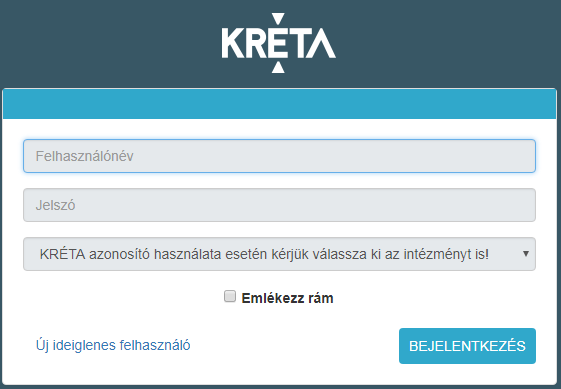 KRÉTA
Felhasználónév
Jelszó
KRÉTA azonosító használata esetén kérjük válassza ki az intézményt is!
Emlékezz rám
Új ideiglenes felhasználó
BEJELENTKEZÉS